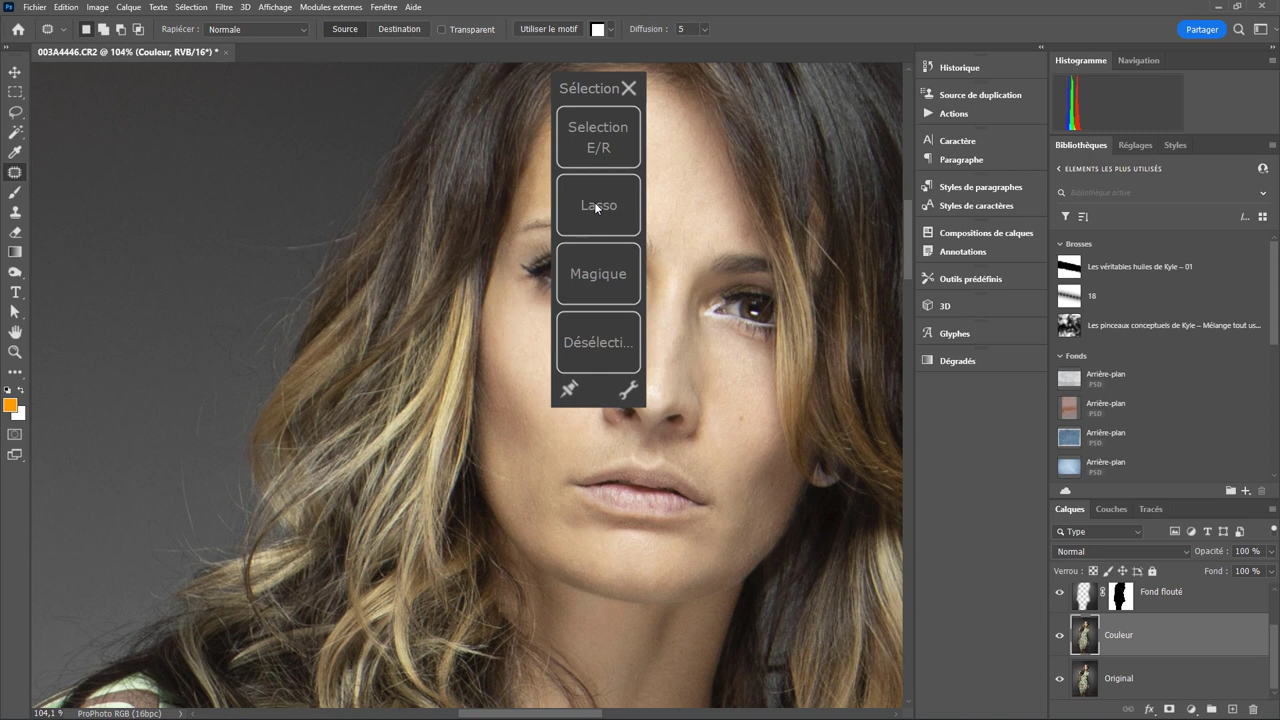 Ps Fichier Edition Image Calque Texte Sélection Filtre 3D Affichage Modules externes Fenêtre Aide
Rapiécer : Normale Source Destination Transparent Utiliser le motif Diffusion : 5 Partager
003A4446.CR2 @ 104% (Couleur, RVB/16*) *
Sélection
Selection
E/R
Lasso
Magique
Désélecti...
Historique
Source de duplication
Actions
Caractère
Paragraphe
Styles de paragraphes
Styles de caractères
Compositions de calques
Annotations
Outils prédéfinis
3D
Glyphes
Dégradés
Histogramme Navigation
Bibliothèques Réglages Styles
ELEMENTS LES PLUS UTILISÉS
Bibliothèque active
Brosses
Les véritables huiles de Kyle – 01
18
Les pinceaux conceptuels de Kyle – Mélange tout us...
Fonds
Arrière-plan
PSD
Arrière-plan
PSD
Arrière-plan
PSD
Arrière-plan
PSD
Calques Couches Tracés
Type
Normal Opacité : 100 %
Verrou : Fond : 100 %
Fond flouté
Couleur
Original
104,1 % ProPhoto RGB (16bpc)